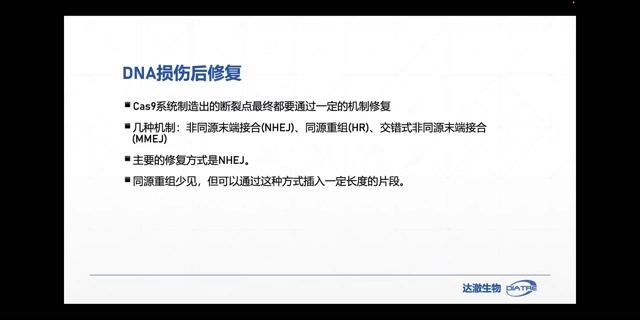 DNA损伤后修复
Cas9系统制造出的断裂点最终都要通过一定的机制修复
几种机制：非同源末端接合(NHEJ)、同源重组(HR)、交错式非同源末端接合
(MMEJ)
主要的修复方式是NHEJ。
同源重组少见，但可以通过这种方式插入一定长度的片段。
达澈生物 DIATRE